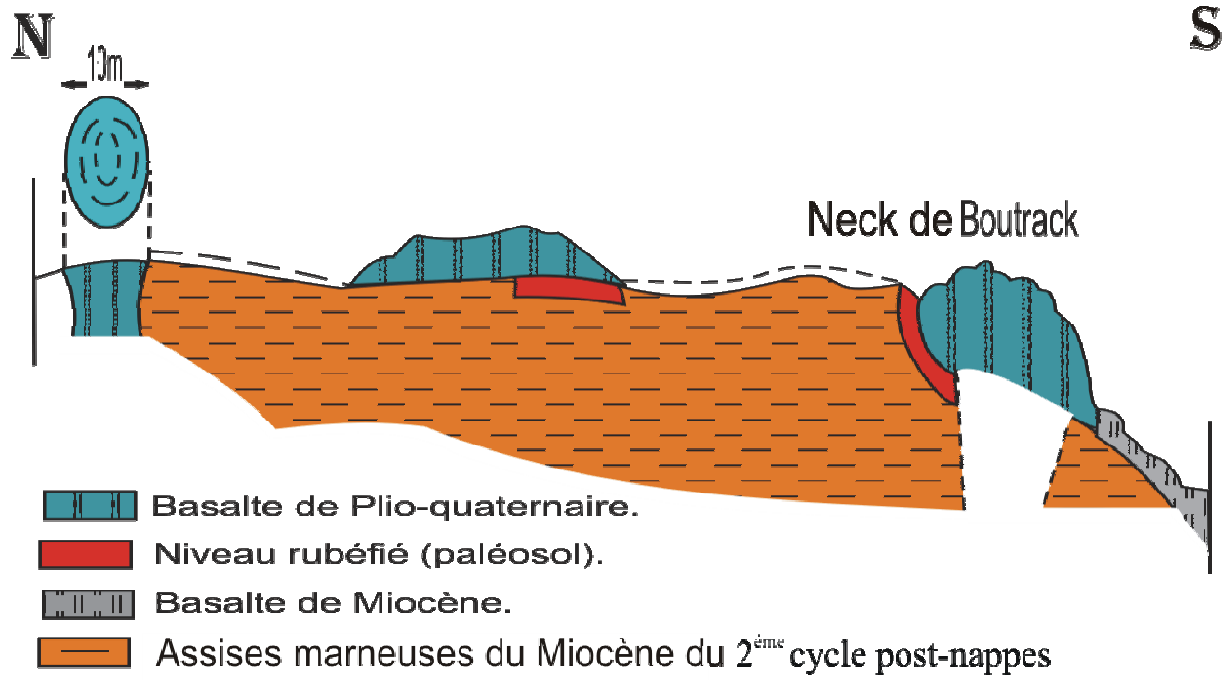 N
S
10m
Neck de Boutrack
Basalte de Plio-quaternaire.
Niveau rubéfié (paléosol).
Basalte de Miocène.
Assises marneuses du Miocène du 2ème cycle post-nappes